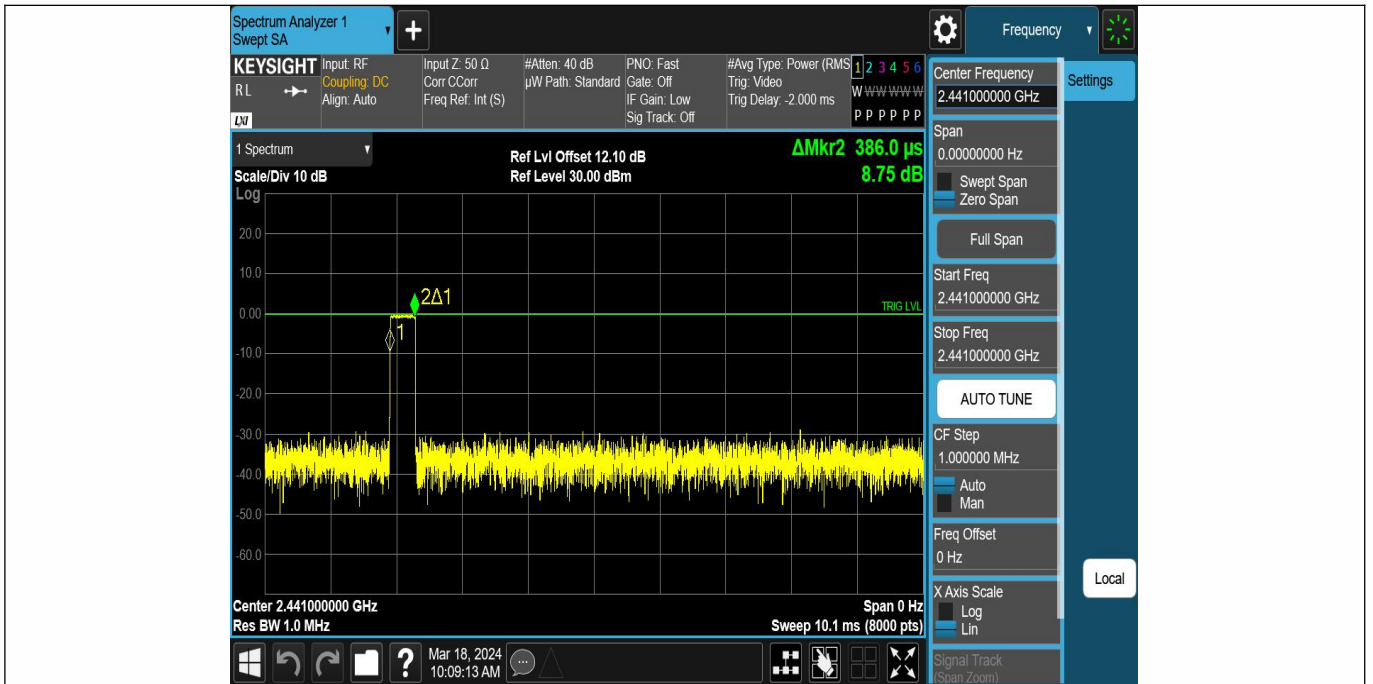 Spectrum Analyzer 1
Swept SA
+
Frequency
KEYSIGHT
RL
LXI
Input: RF
Coupling: DC
Align: Auto
Input Z: 50 Ω
Corr CCorr
Freq Ref: Int (S)
#Atten: 40 dB
µW Path: Standard
PNO: Fast
Gate: Off
IF Gain: Low
Sig Track: Off
#Avg Type: Power (RMS
Trig: Video
Trig Delay: -2.000 ms
1 2 3 4 5 6
W W W W W W
P P P P P P
1 Spectrum
Scale/Div 10 dB
Ref Lvl Offset 12.10 dB
Ref Level 30.00 dBm
ΔMkr2 386.0 µs
8.75 dB
Log
20.0
10.0
0.00
-10.0
-20.0
-30.0
-40.0
-50.0
-60.0
2Δ1
1
TRIG LVL
Center 2.441000000 GHz
Res BW 1.0 MHz
Span 0 Hz
Sweep 10.1 ms (8000 pts)
Center Frequency
2.441000000 GHz
Settings
Span
0.00000000 Hz
Swept Span
Zero Span
Full Span
Start Freq
2.441000000 GHz
Stop Freq
2.441000000 GHz
AUTO TUNE
CF Step
1.000000 MHz
Auto
Man
Freq Offset
0 Hz
X Axis Scale
Log
Lin
Signal Track
(Span Zoom)
Local
?
Mar 18, 2024
10:09:13 AM